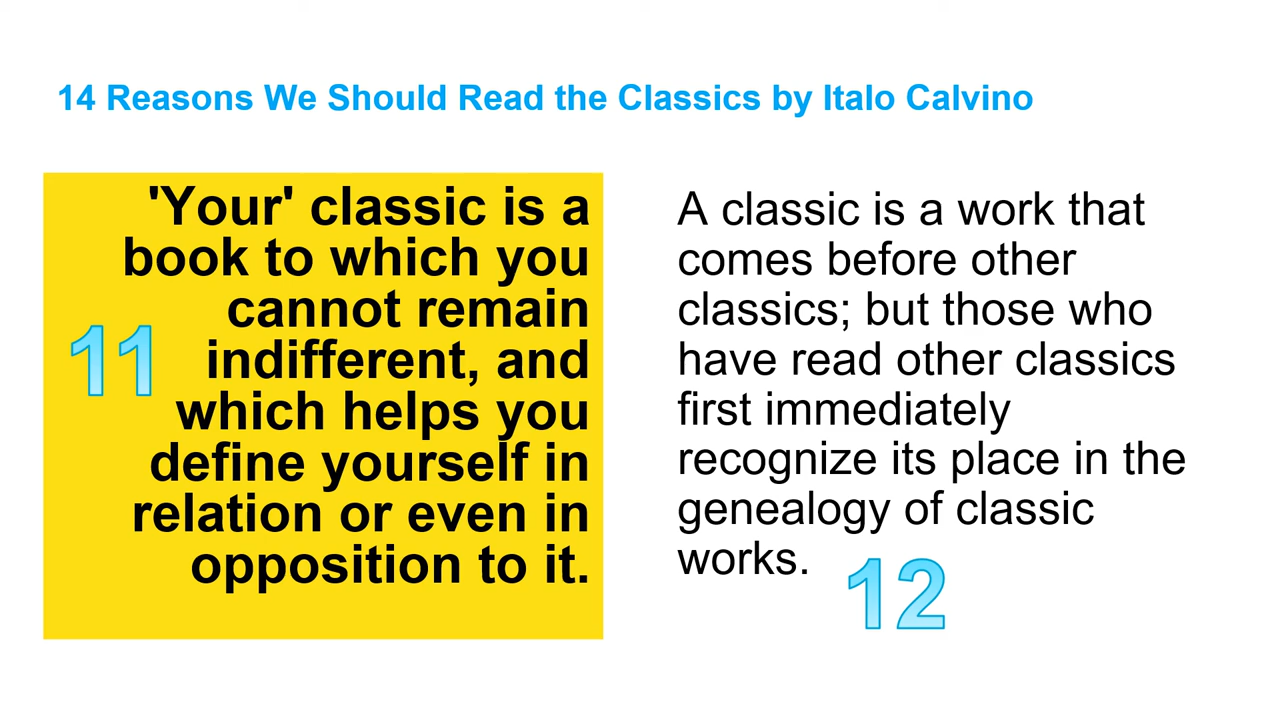 14 Reasons We Should Read the Classics by Italo Calvino
'Your' classic is a
book to which you
cannot remain
indifferent, and
which helps you
define yourself in
relation or even in
opposition to it.
11
A classic is a work that
comes before other
classics; but those who
have read other classics
first immediately
recognize its place in the
genealogy of classic
works.
12